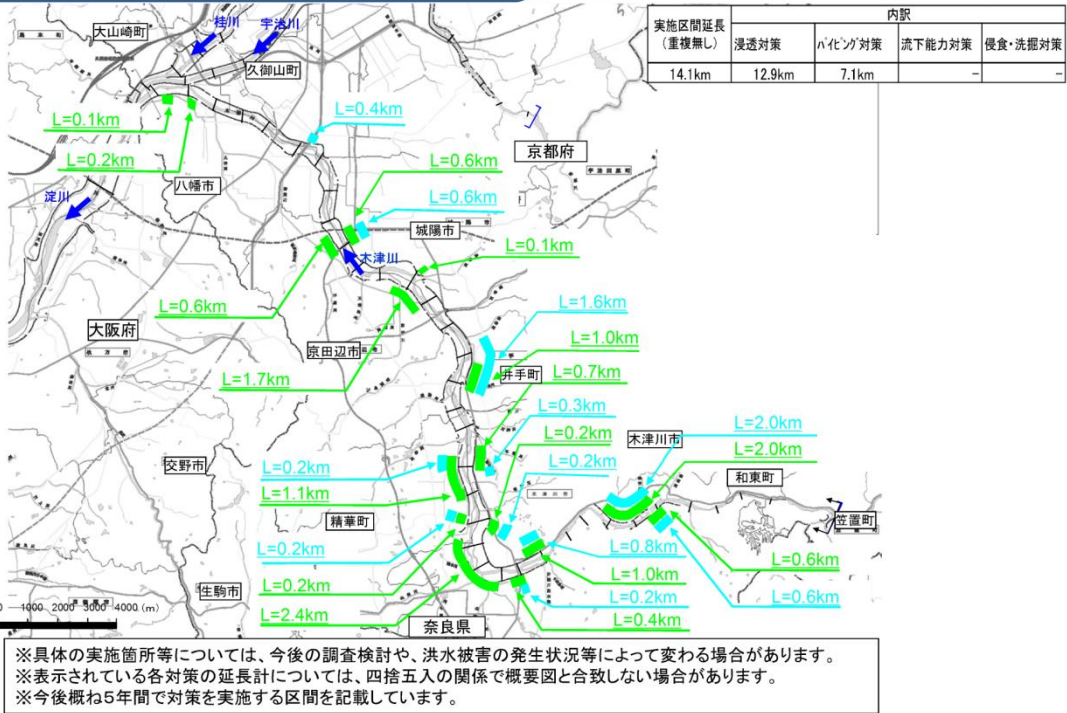 実施区間延長
(重複無し)
内訳
浸透対策
パイピング対策
流下能力対策
侵食・洗掘対策
14.1km
12.9km
7.1km
－
－
大山崎町
桂川
宇治川
久御山町
L=0.1km
L=0.2km
L=0.4km
京都府
八幡市
L=0.6km
L=0.6km
淀川
城陽市
木津川
L=0.1km
L=0.6km
L=1.6km
大阪府
L=1.0km
京田辺市
井手町
L=0.7km
L=1.7km
L=0.3km
L=0.2km
木津川市
L=2.0km
L=2.0km
和東町
交野市
L=0.2km
L=0.2km
L=1.1km
精華町
笠置町
L=0.2km
L=0.8km
L=0.6km
L=0.2km
L=1.0km
生駒市
L=0.2km
L=0.6km
L=2.4km
L=0.4km
0 1000 2000 3000 4000 (m)
奈良県
※具体の実施箇所等については、今後の調査検討や、洪水被害の発生状況等によって変わる場合があります。
※表示されている各対策の延長計については、四捨五入の関係で概要図と合致しない場合があります。
※今後概ね5年間で対策を実施する区間を記載しています。